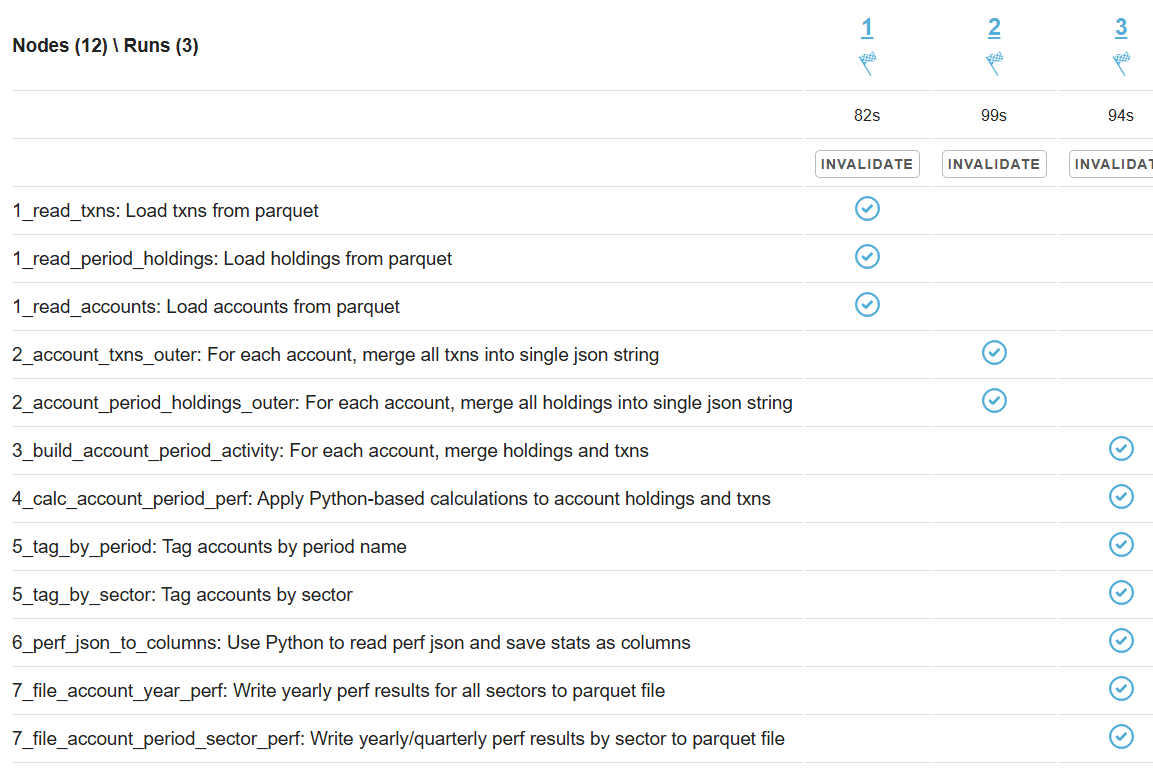 Nodes (12) \ Runs (3) 1 2 3
82s 99s 94s
INVALIDATE INVALIDATE INVALIDAT
1_read_txns: Load txns from parquet
1_read_period_holdings: Load holdings from parquet
1_read_accounts: Load accounts from parquet
2_account_txns_outer: For each account, merge all txns into single json string
2_account_period_holdings_outer: For each account, merge all holdings into single json string
3_build_account_period_activity: For each account, merge holdings and txns
4_calc_account_period_perf: Apply Python-based calculations to account holdings and txns
5_tag_by_period: Tag accounts by period name
5_tag_by_sector: Tag accounts by sector
6_perf_json_to_columns: Use Python to read perf json and save stats as columns
7_file_account_year_perf: Write yearly perf results for all sectors to parquet file
7_file_account_period_sector_perf: Write yearly/quarterly perf results by sector to parquet file